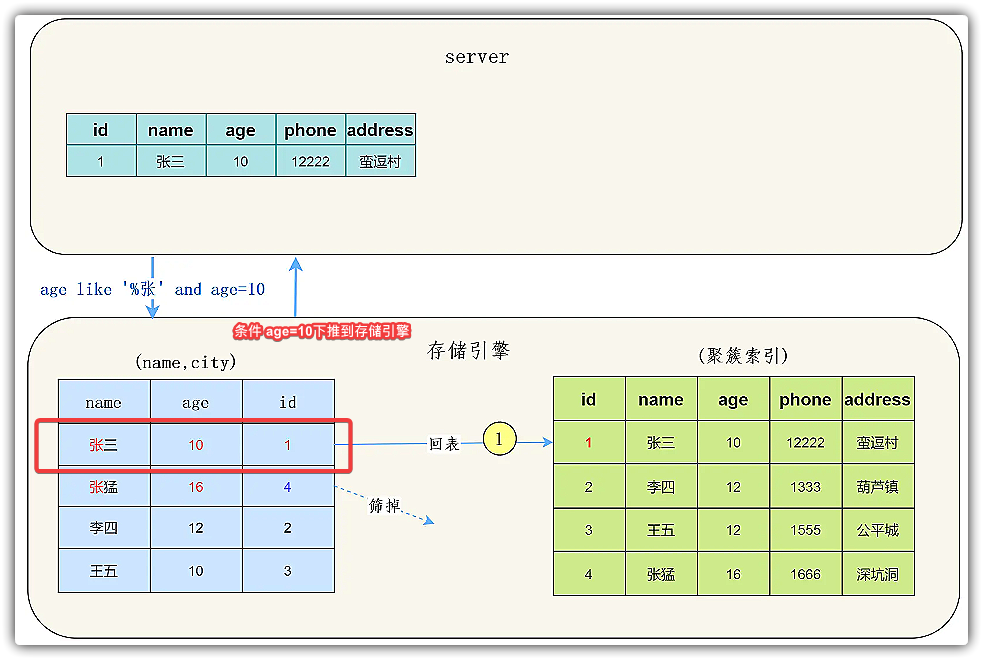 server
id name age phone address
1 张三 10 12222 蛮逗村
age like '%张' and age=10
条件 age=10下推到存储引擎
存储引擎
(name,city)
name age id
张三 10 1
张猛 16 4
李四 12 2
王五 10 3
回表 1
筛掉
(聚簇索引)
id name age phone address
1 张三 10 12222 蛮逗村
2 李四 12 1333 葫芦镇
3 王五 12 1555 公平城
4 张猛 16 1666 深坑洞